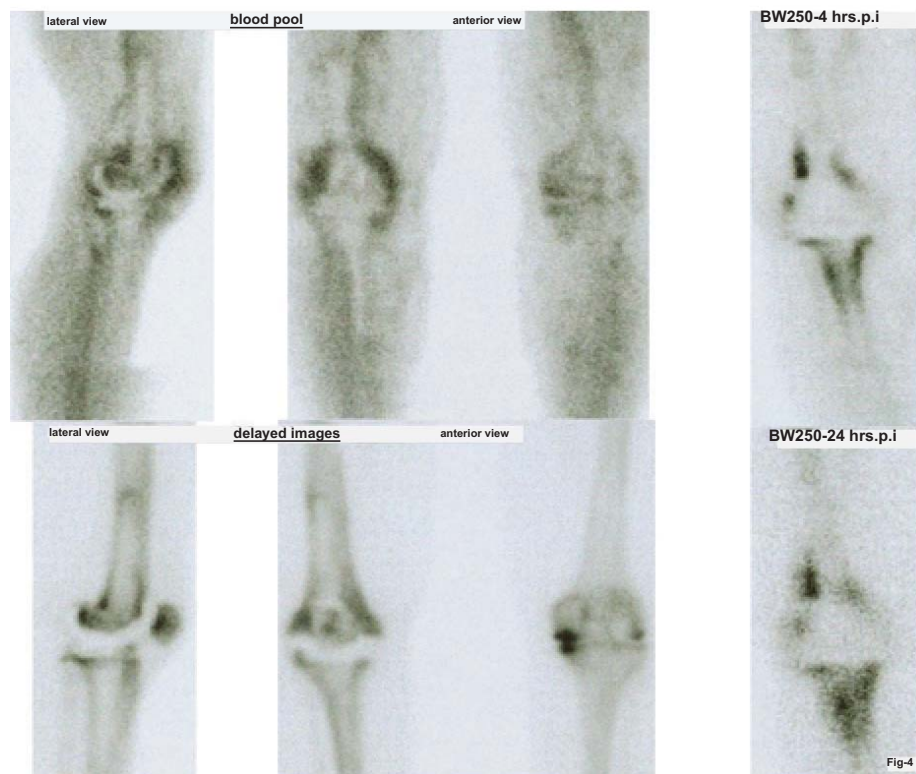 lateral view
blood pool
anterior view
BW250-4 hrs.p.i
lateral view
delayed images
anterior view
BW250-24 hrs.p.i
Fig-4